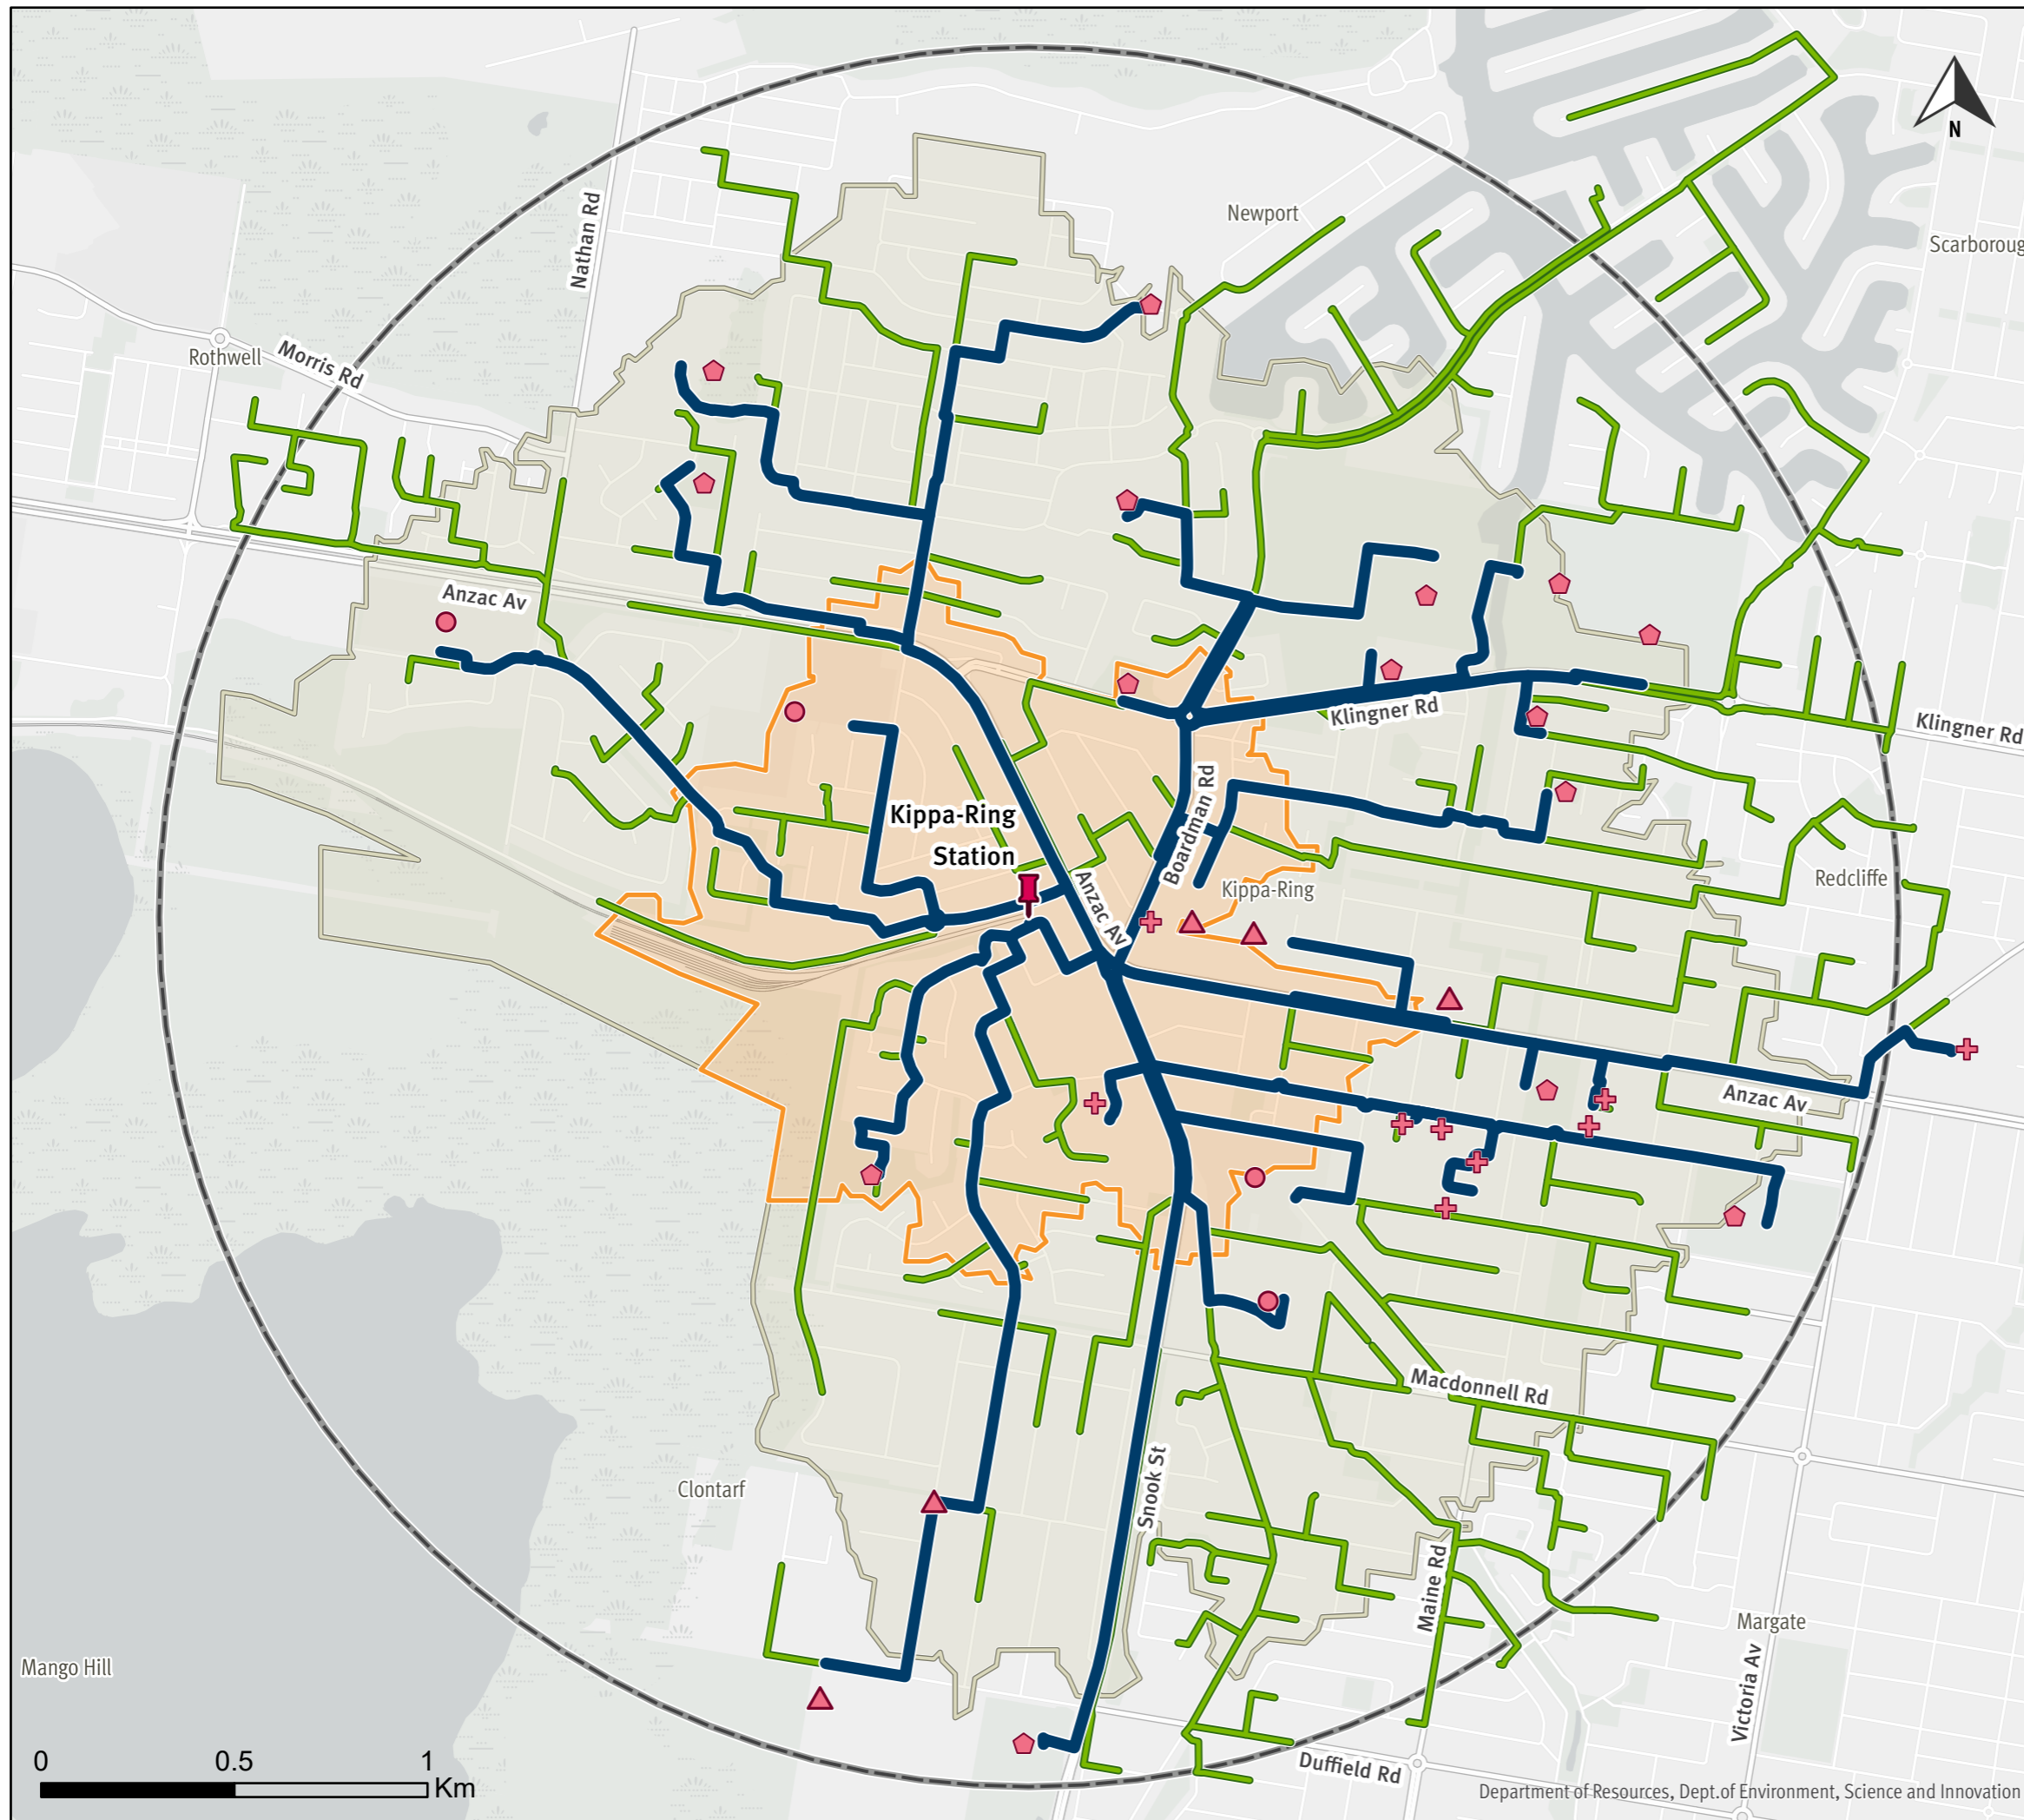 N
Newport
Scarboroug
Nathan Rd
Rothwell
Morris Rd
Anzac Av
Klingner Rd
Klingner Rd
Boardman Rd
Kippa-Ring
Station
Anzac Av
Kippa-Ring
Redcliffe
Anzac Av
Macdonnell Rd
Clontarf
Snook St
Maine Rd
Margate
Victoria Av
Mango Hill
Duffield Rd
0 0.5 1
Km
Department of Resources, Dept.of Environment, Science and Innovation